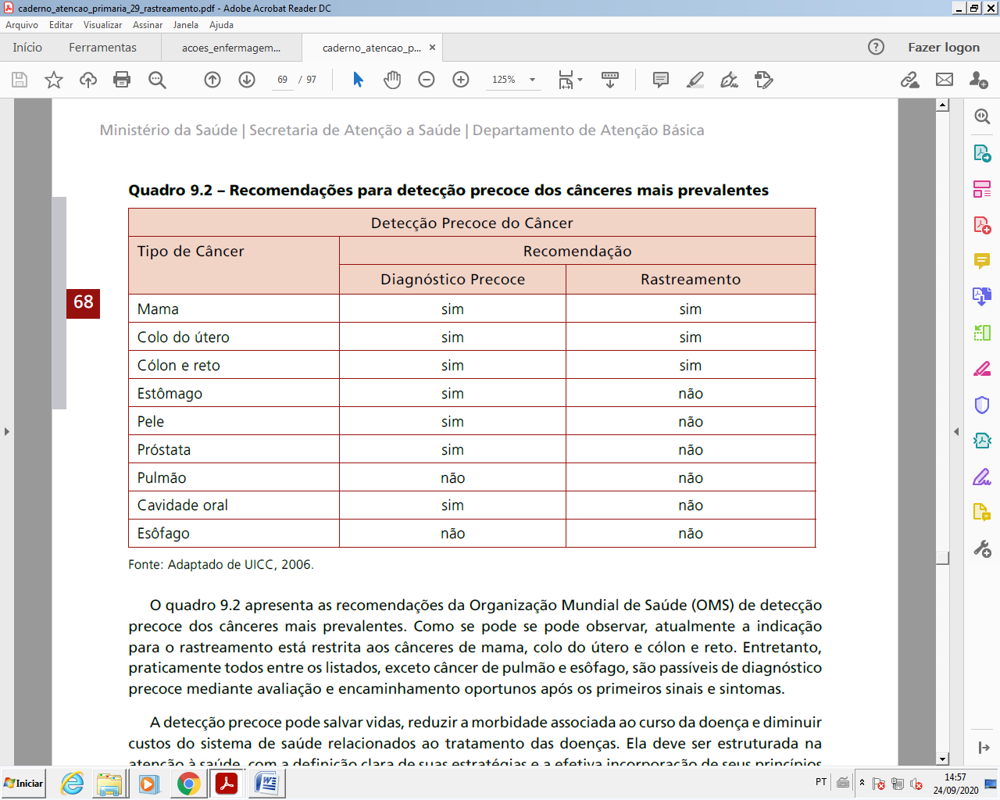 caderno_atencao_primaria_29_rastreamento.pdf - Adobe Acrobat Reader DC
Arquivo Editar Visualizar Assinar Janela Ajuda
Início Ferramentas acoes_enfermagem... caderno_atencao_p... × ? Fazer logon
69 / 97 125%
Ministério da Saúde | Secretaria de Atenção a Saúde | Departamento de Atenção Básica
Quadro 9.2 – Recomendações para detecção precoce dos cânceres mais prevalentes
Detecção Precoce do Câncer
Tipo de Câncer Recomendação
Diagnóstico Precoce Rastreamento
68
Mama sim sim
Colo do útero sim sim
Cólon e reto sim sim
Estômago sim não
Pele sim não
Próstata sim não
Pulmão não não
Cavidade oral sim não
Esôfago não não
Fonte: Adaptado de UICC, 2006.
O quadro 9.2 apresenta as recomendações da Organização Mundial de Saúde (OMS) de detecção
precoce dos cânceres mais prevalentes. Como se pode se pode observar, atualmente a indicação
para o rastreamento está restrita aos cânceres de mama, colo do útero e cólon e reto. Entretanto,
praticamente todos entre os listados, exceto câncer de pulmão e esôfago, são passíveis de diagnóstico
precoce mediante avaliação e encaminhamento oportunos após os primeiros sinais e sintomas.
A detecção precoce pode salvar vidas, reduzir a morbidade associada ao curso da doença e diminuir
custos do sistema de saúde relacionados ao tratamento das doenças. Ela deve ser estruturada na
atenção à saúde, com a definição clara de suas estratégias e a efetiva incorporação de seus princípios
Iniciar PT 14:57
24/09/2020